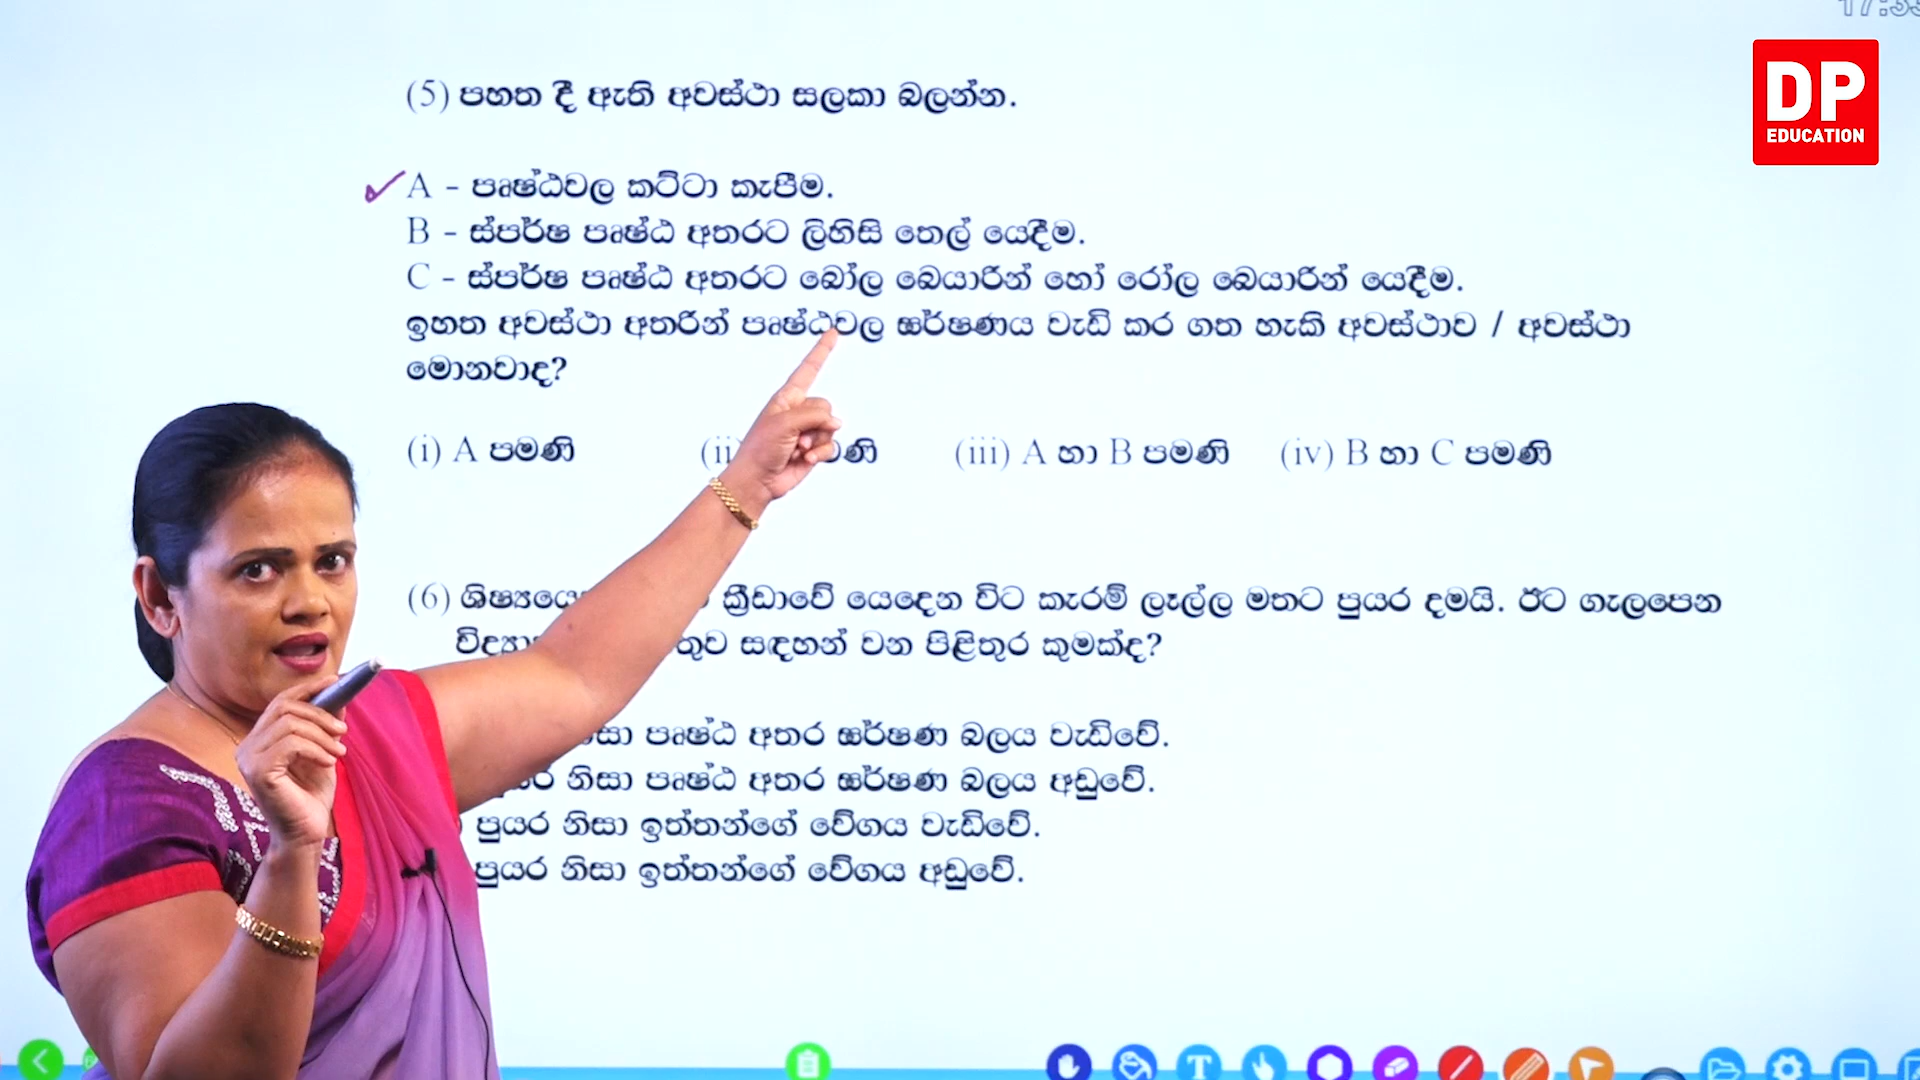 17:5
DP
EDUCATION
(5) පහත දී ඇති අවස්ථා සලකා බලන්න.
A - පෘෂ්ඨවල කට්ටා කැපීම.
B - ස්පර්ෂ පෘෂ්ඨ අතරට ලිහිසි තෙල් යෙදීම.
C - ස්පර්ෂ පෘෂ්ඨ අතරට බෝල බෙයාරින් හෝ රෝල බෙයාරින් යෙදීම.
ඉහත අවස්ථා අතරින් පෘෂ්ඨවල ඝර්ෂණය වැඩි කර ගත හැකි අවස්ථාව / අවස්ථා
මොනවාද?
(i) A පමණි (ii) (iii) A හා B පමණි (iv) B හා C පමණි
(6) ක්‍රීඩාවේ යෙදෙන විට කැරම් ලෑල්ල මතට පුයර දමයි. ඊට ගැලපෙන
සඳහන් වන පිළිතුර කුමක්ද?
පෘෂ්ඨ අතර ඝර්ෂණ බලය වැඩිවේ.
නිසා පෘෂ්ඨ අතර ඝර්ෂණ බලය අඩුවේ.
පුයර නිසා ඉත්තන්ගේ වේගය වැඩිවේ.
පුයර නිසා ඉත්තන්ගේ වේගය අඩුවේ.